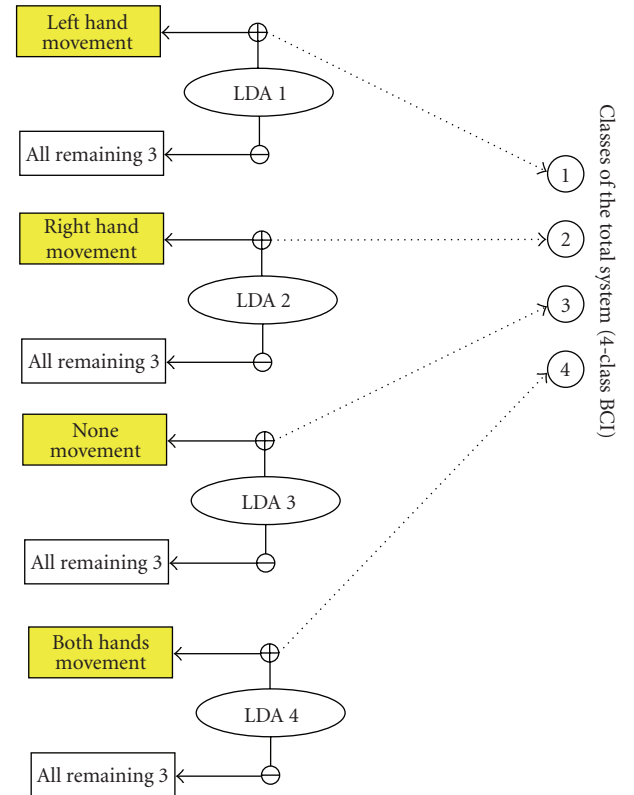 Left hand
movement
LDA 1
All remaining 3
Right hand
movement
LDA 2
All remaining 3
None
movement
LDA 3
All remaining 3
Both hands
movement
LDA 4
All remaining 3
1
2
3
4
Classes of the total system (4-class BCI)